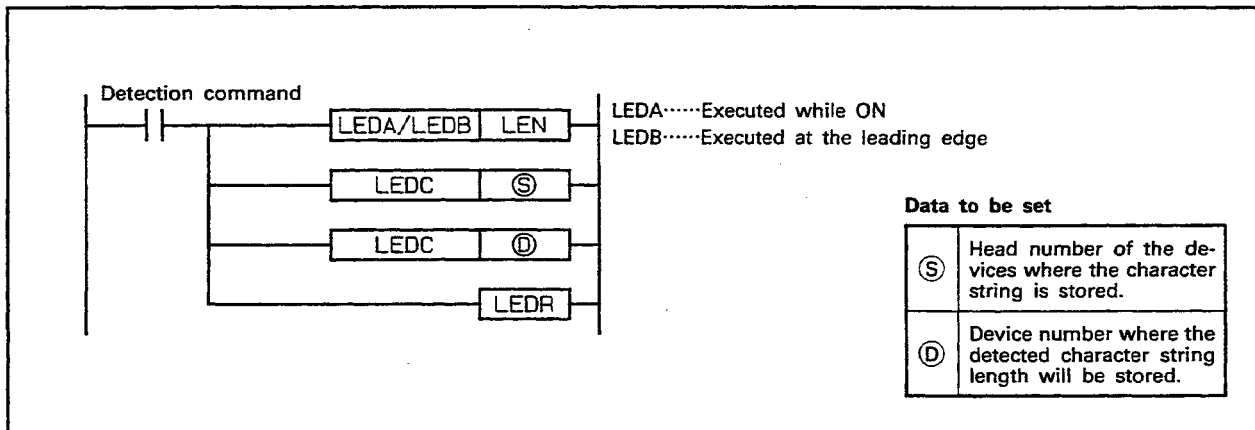 Detection command
LEDA/LEDB LEN
LEDA······Executed while ON
LEDB······Executed at the leading edge
LEDC Ⓢ
LEDC Ⓓ
LEDR
Data to be set
Ⓢ Head number of the de-
vices where the character
string is stored.
Ⓓ Device number where the
detected character string
length will be stored.